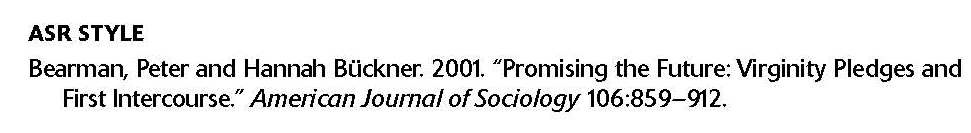 ASR STYLE
Bearman, Peter and Hannah Bückner. 2001. “Promising the Future: Virginity Pledges and
First Intercourse.” American Journal of Sociology 106:859–912.